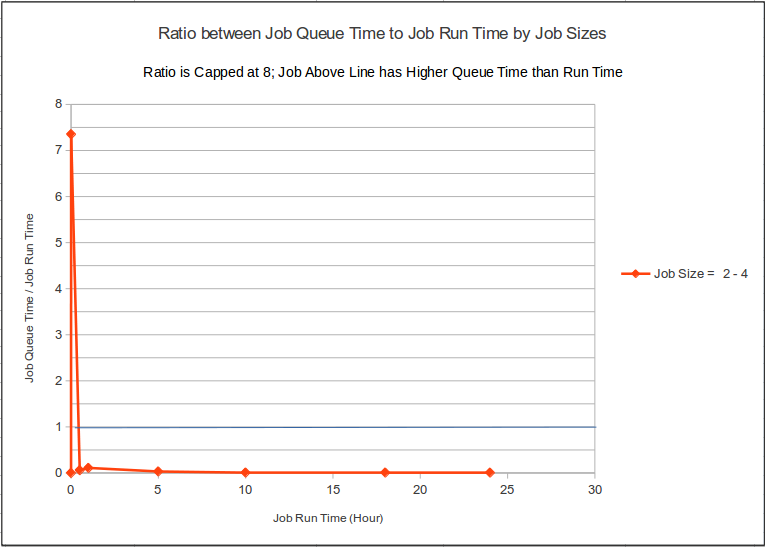 Ratio between Job Queue Time to Job Run Time by Job Sizes
Ratio is Capped at 8; Job Above Line has Higher Queue Time than Run Time
Job Queue Time / Job Run Time
8
7
6
5
4
3
2
1
0
0 5 10 15 20 25 30
Job Run Time (Hour)
Job Size = 2 - 4